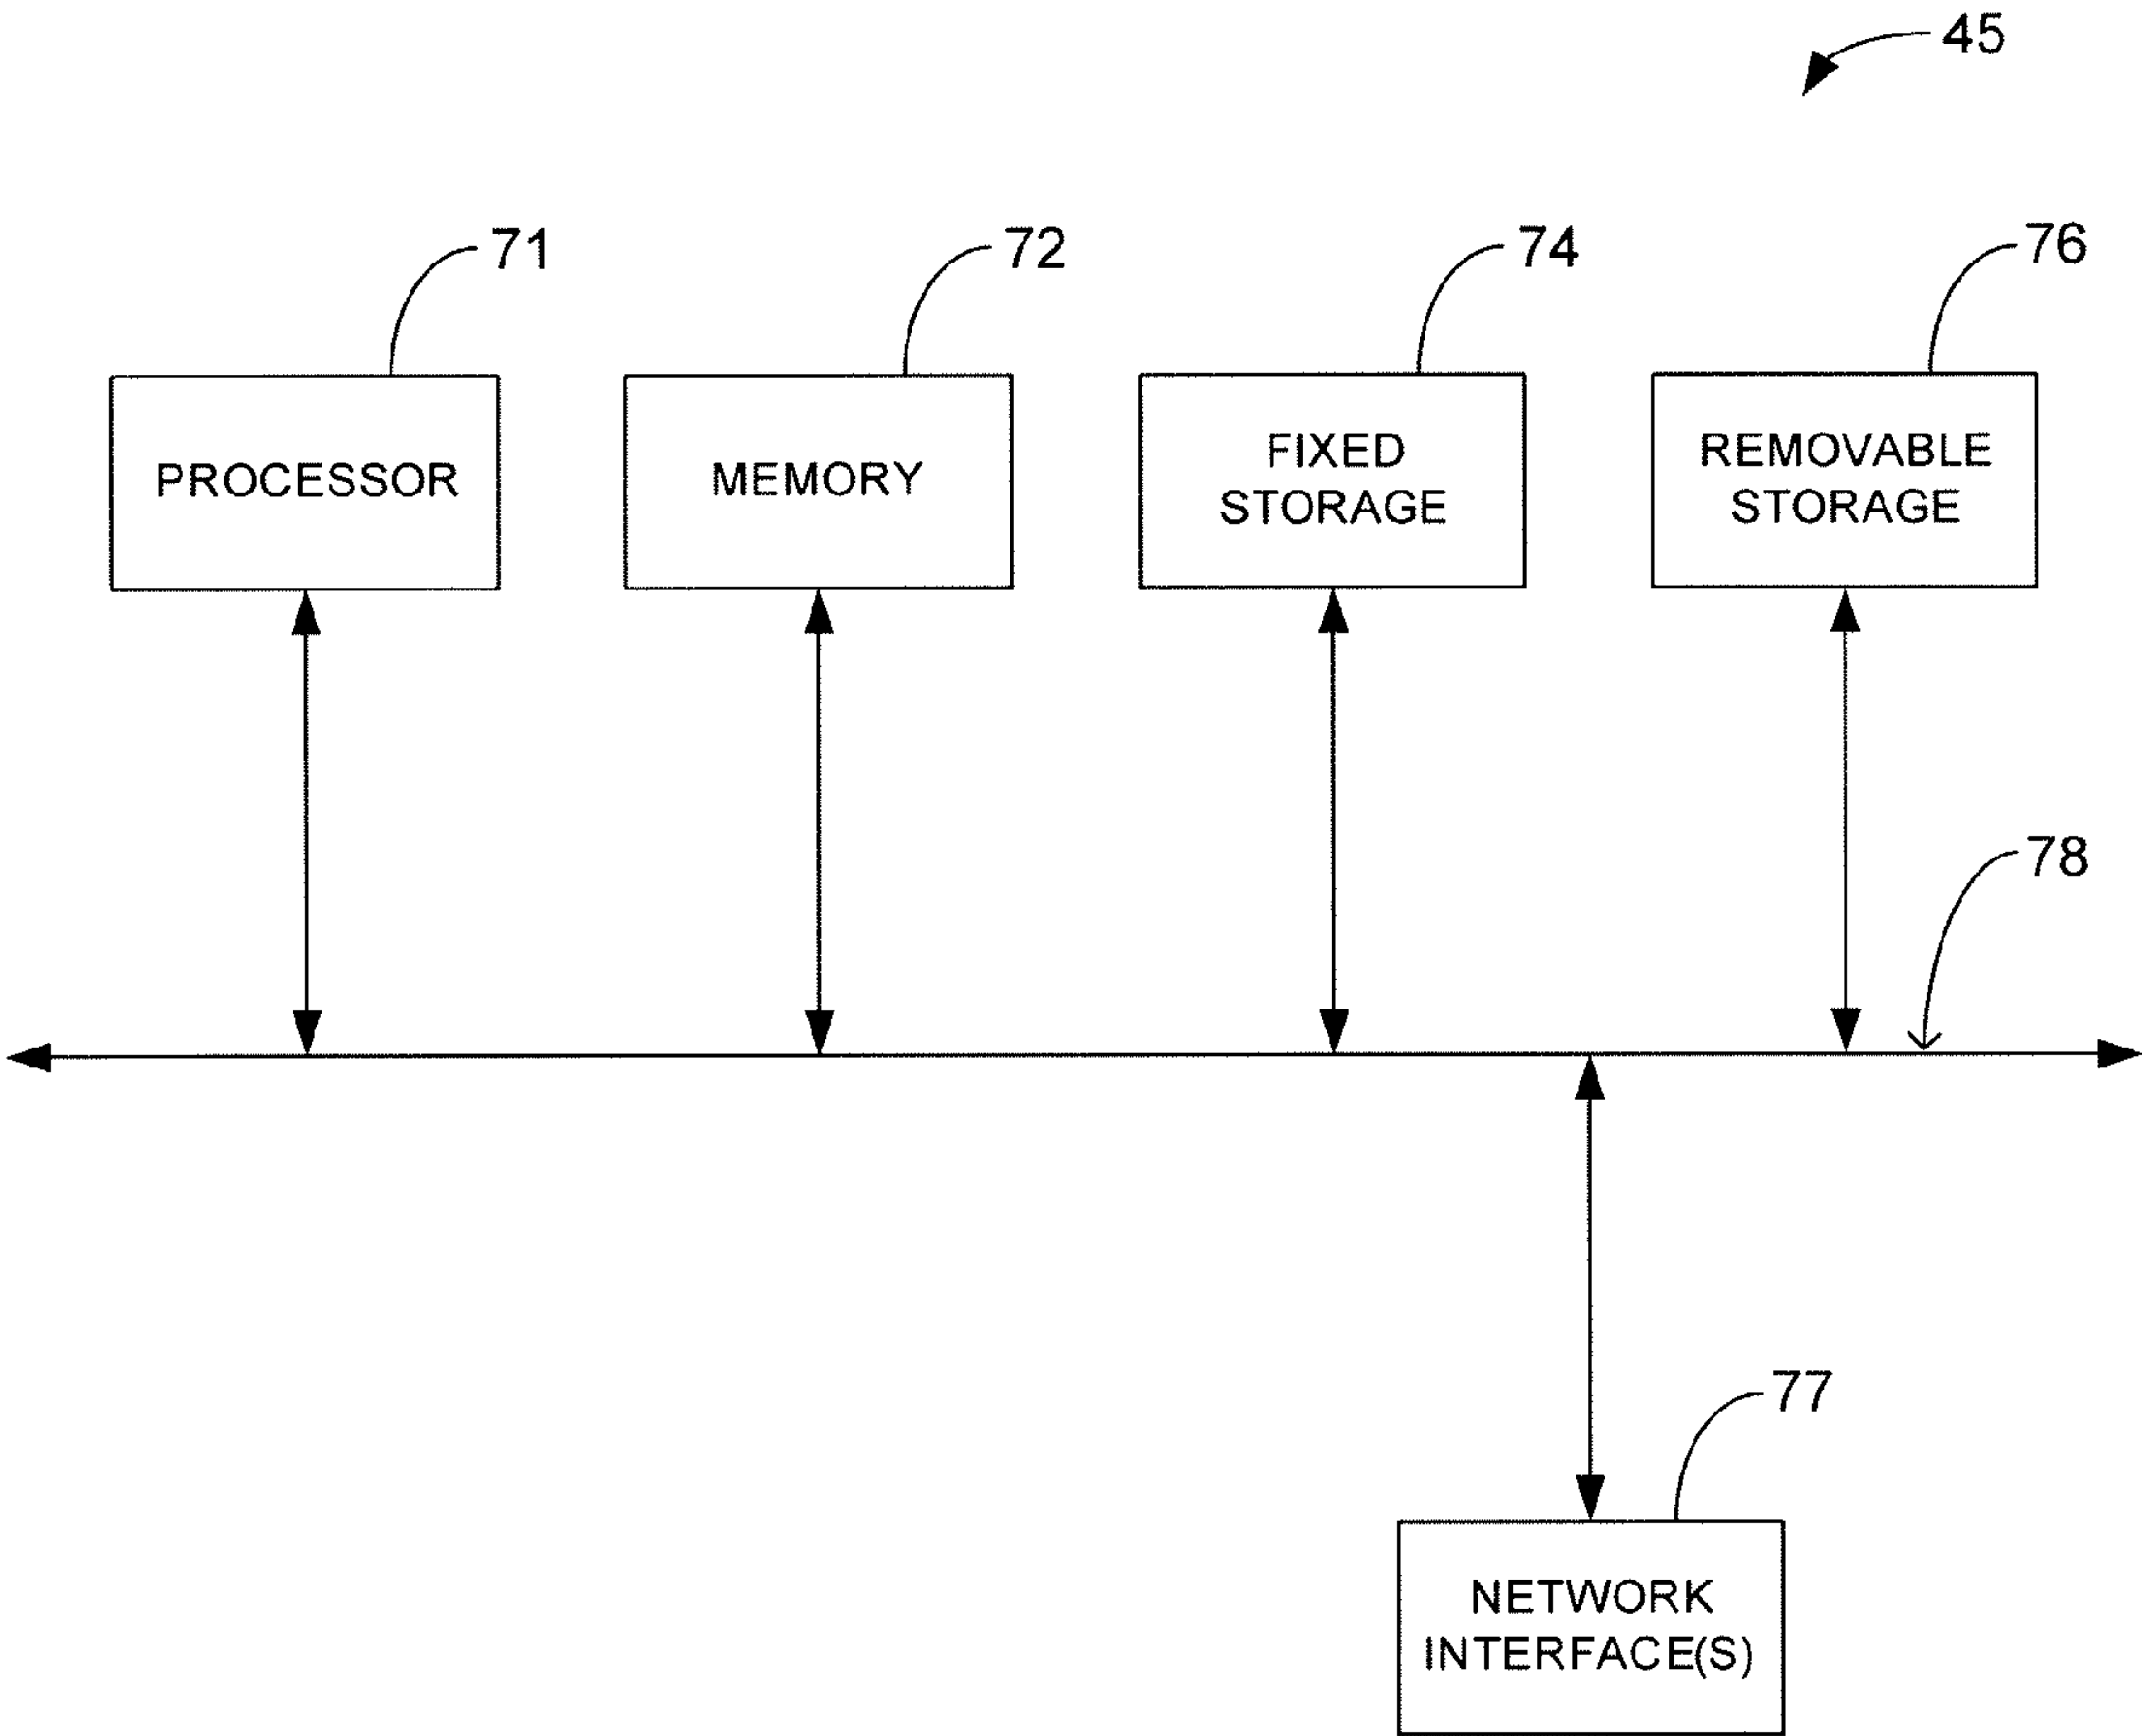 45
71
72
74
76
PROCESSOR
MEMORY
FIXED
STORAGE
REMOVABLE
STORAGE
78
77
NETWORK
INTERFACE(S)